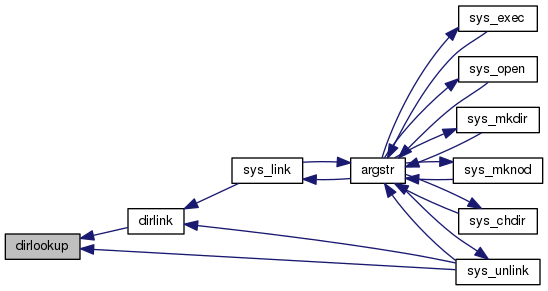 sys_exec
sys_open
sys_mkdir
sys_link
argstr
sys_mknod
dirlink
sys_chdir
dirlookup
sys_unlink